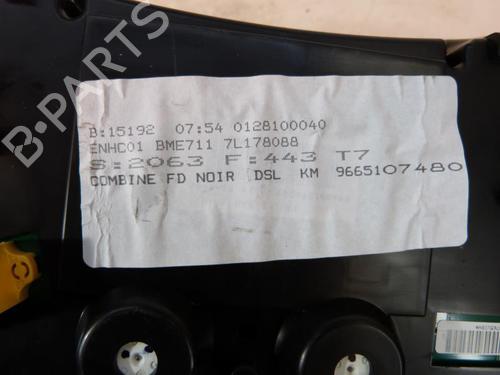 B-PARTS
B:15192 07:54 0128100040
ENHC01 BME711 7L178088
S:2063 F:443 T7
COMBINE FD NOIR DSL KM 9665107480